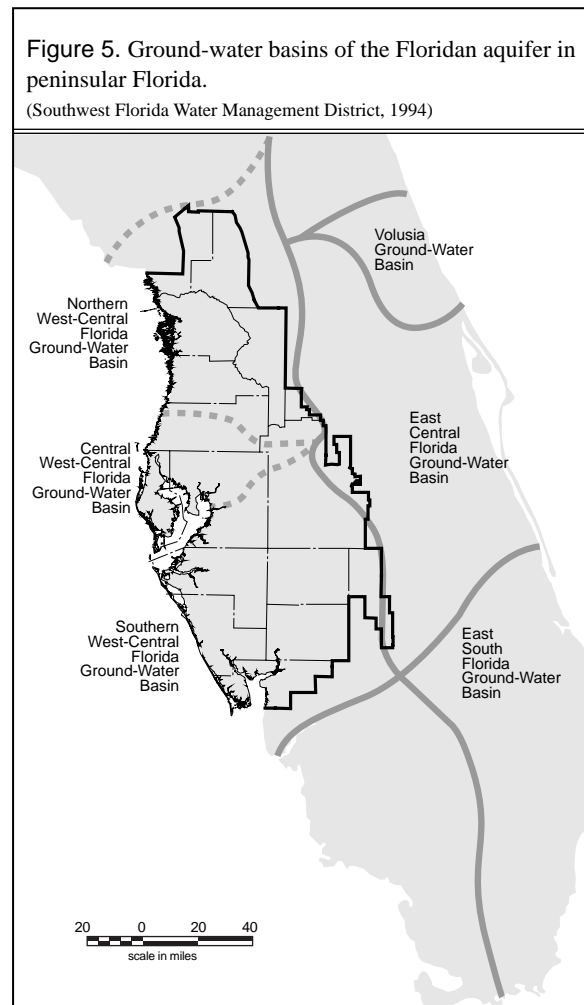 Figure 5. Ground-water basins of the Floridan aquifer in
peninsular Florida.
(Southwest Florida Water Management District, 1994)
Volusia
Ground-Water
Basin
Northern
West-Central
Florida
Ground-Water
Basin
East
Central
Florida
Ground-Water
Basin
Central
West-Central
Florida
Ground-Water
Basin
Southern
West-Central
Florida
Ground-Water
Basin
East
South
Florida
Ground-Water
Basin
20 0 20 40
scale in miles